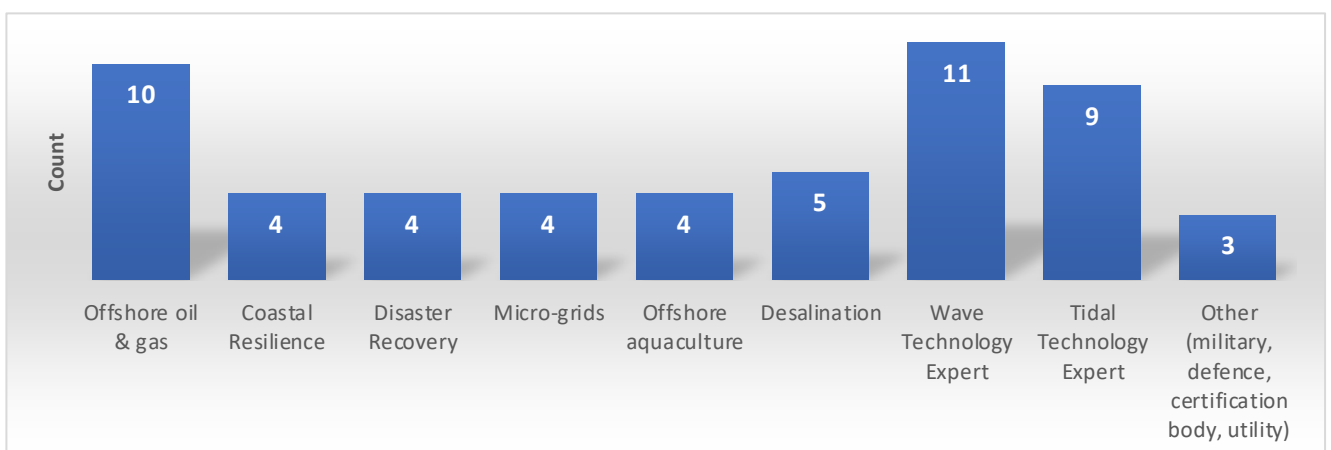 Count
10
4
4
4
4
5
11
9
3
Offshore oil
& gas
Coastal
Resilience
Disaster
Recovery
Micro-grids
Offshore
aquaculture
Desalination
Wave
Technology
Expert
Tidal
Technology
Expert
Other
(military,
defence,
certification
body, utility)